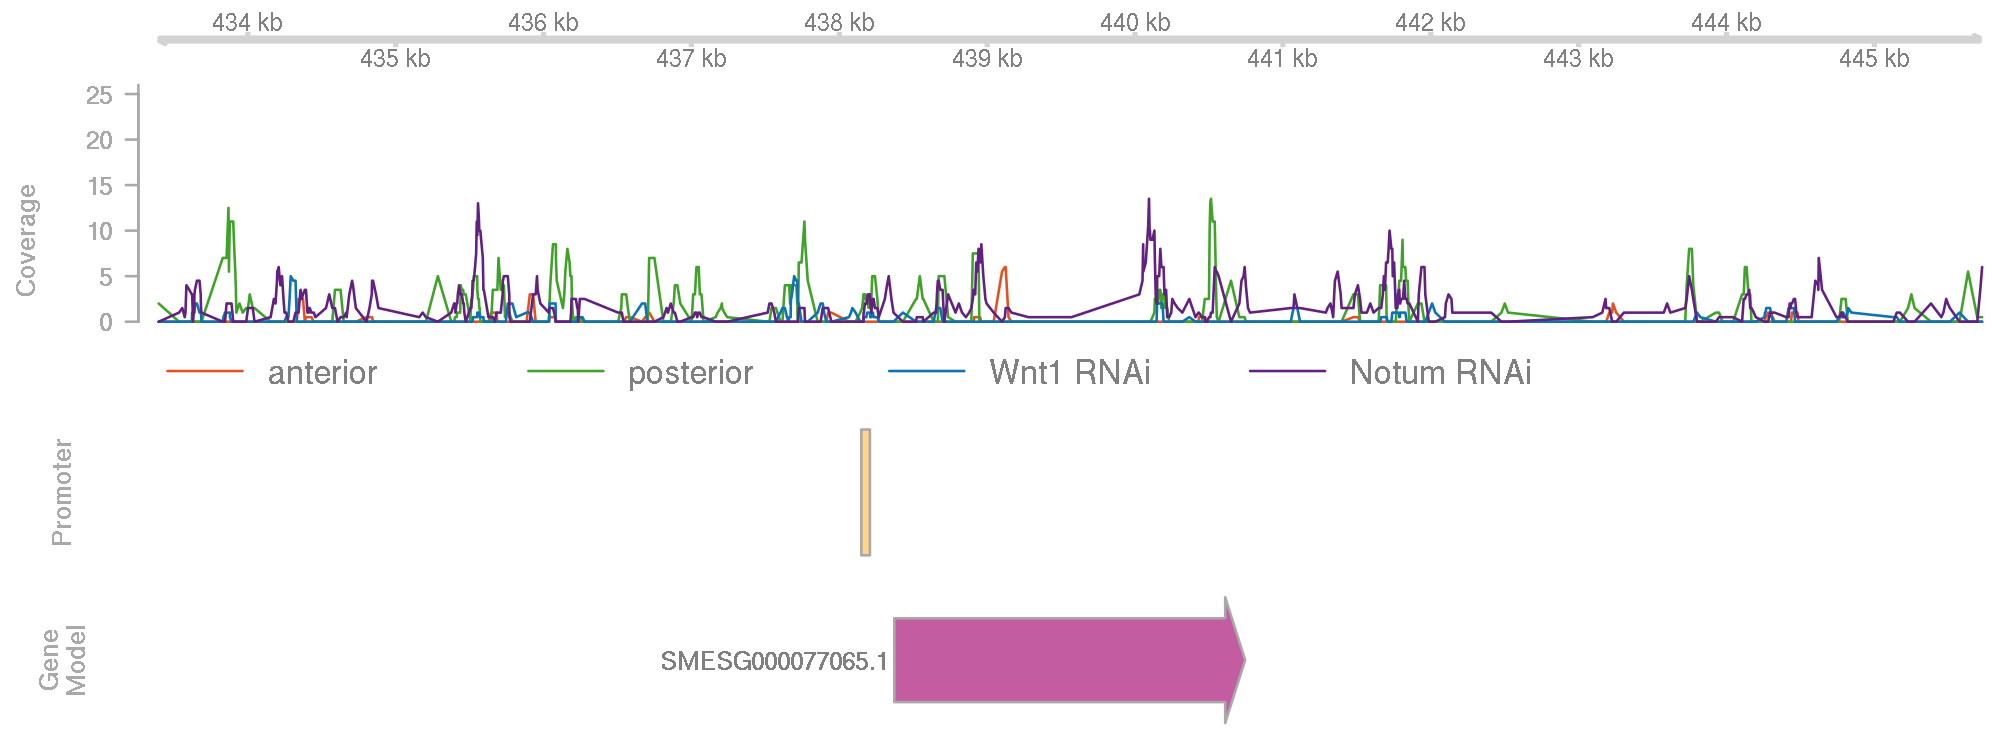 434 kb 436 kb 438 kb 440 kb 442 kb 444 kb
435 kb 437 kb 439 kb 441 kb 443 kb 445 kb
25
20
15
10
5
0
Coverage
anterior posterior Wnt1 RNAi Notum RNAi
Promoter
Gene
Model
SMESG000077065.1